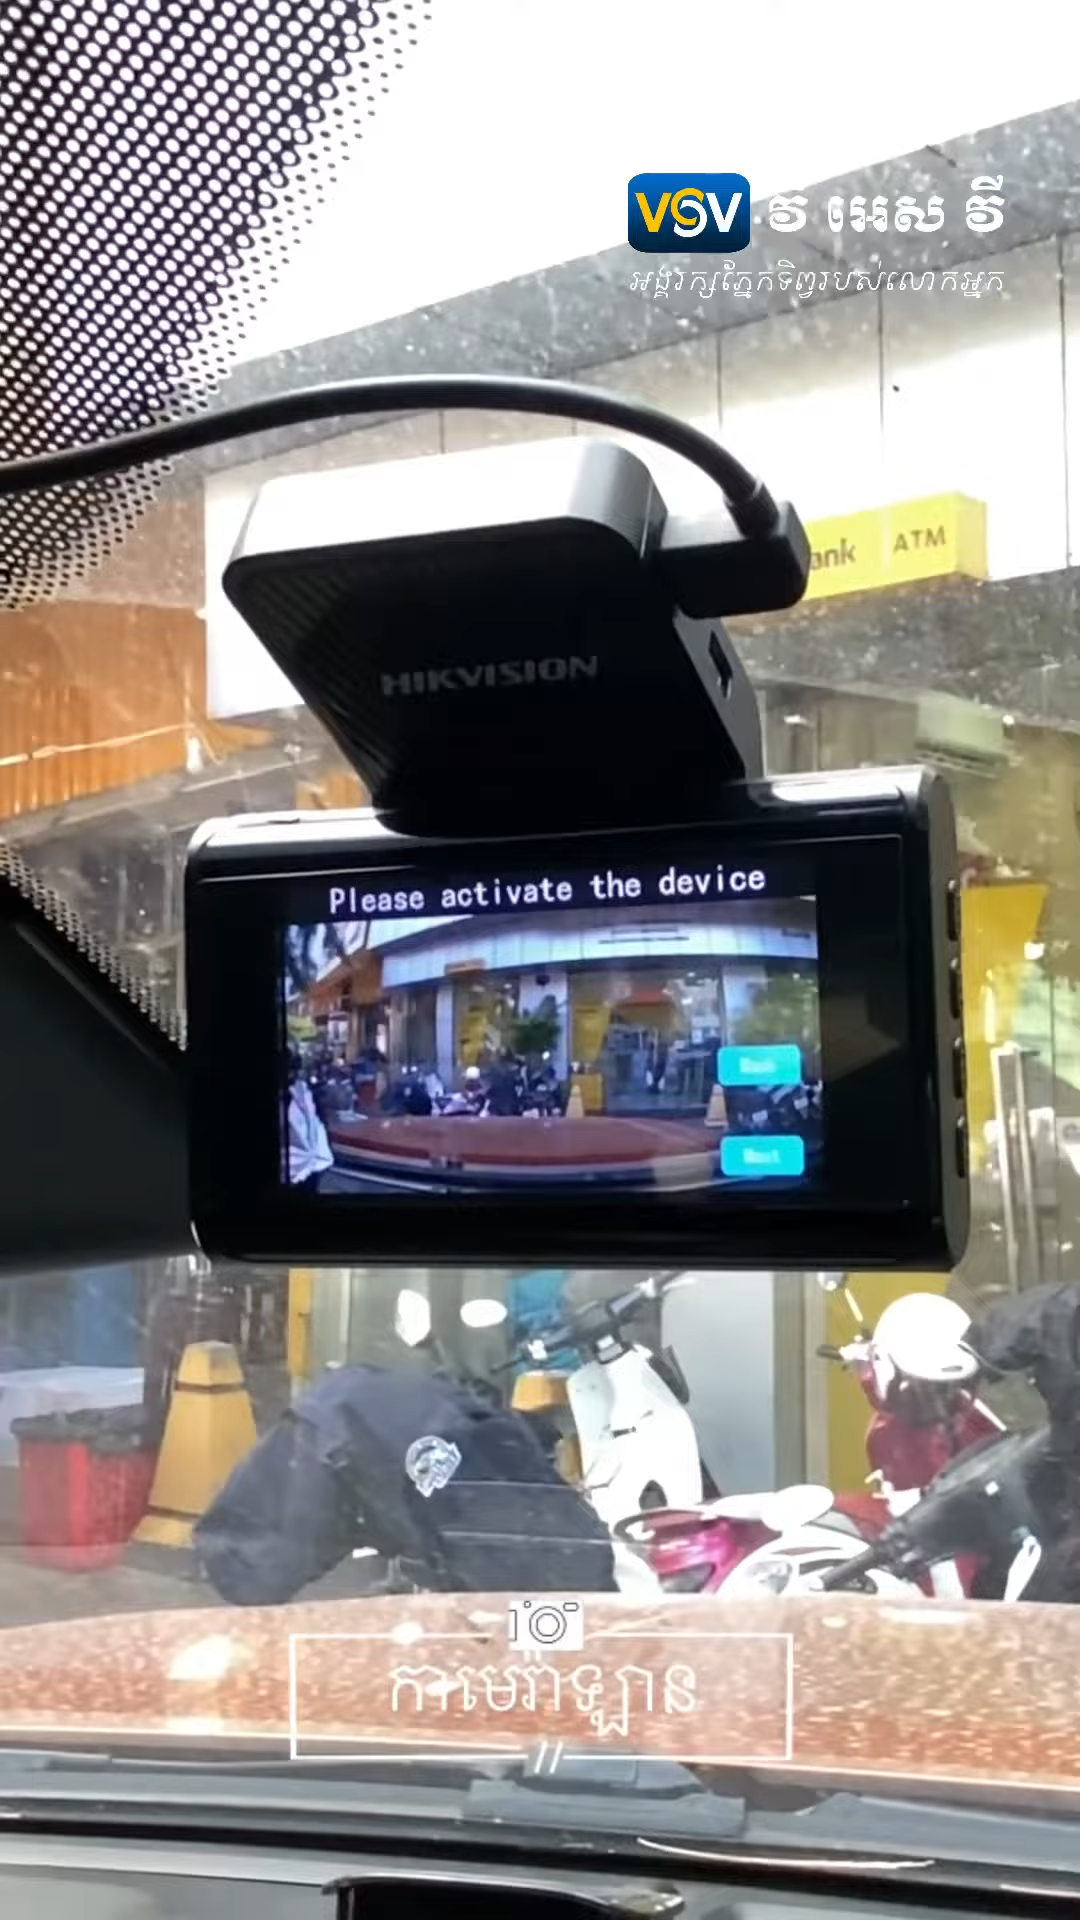 VSV វី អេស វី
អង្គរក្សភ្នែកទិព្វរបស់លោកអ្នក
ank ATM
HIKVISION
Please activate the device
កាមេរ៉ាឡាន